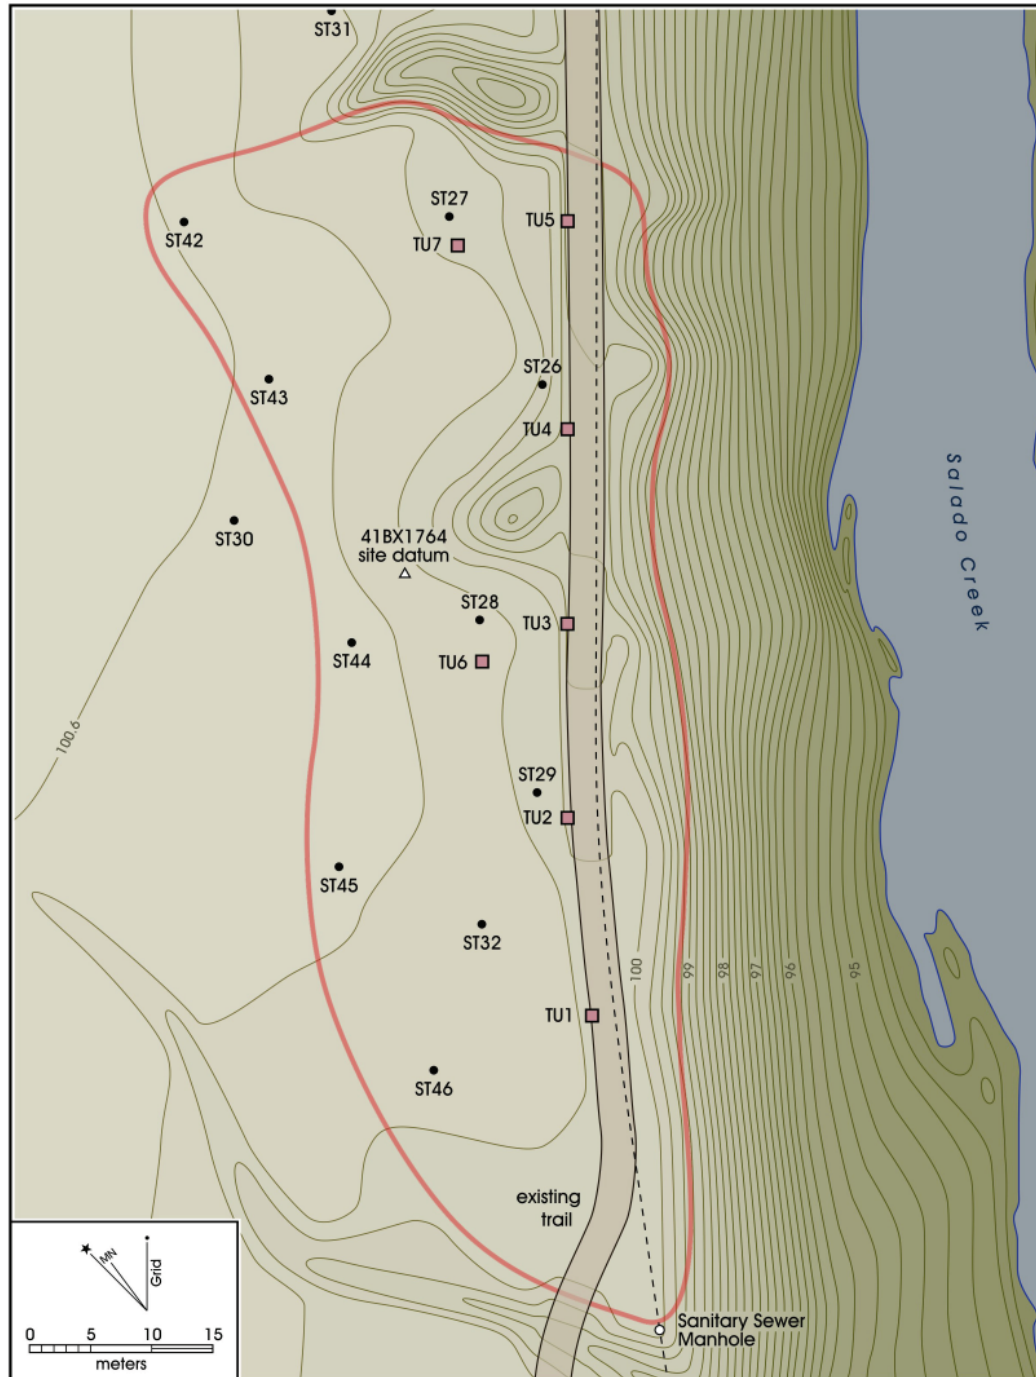 ST31
ST27
TU5
ST42
TU7
ST26
ST43
TU4
41BX1764
site datum
ST30
ST28
TU3
ST44
TU6
Salado Creek
100.6
ST29
TU2
ST45
ST32
100
99
98
97
96
95
TU1
ST46
existing
trail
MN
Grid
0 5 10 15
meters
Sanitary Sewer
Manhole